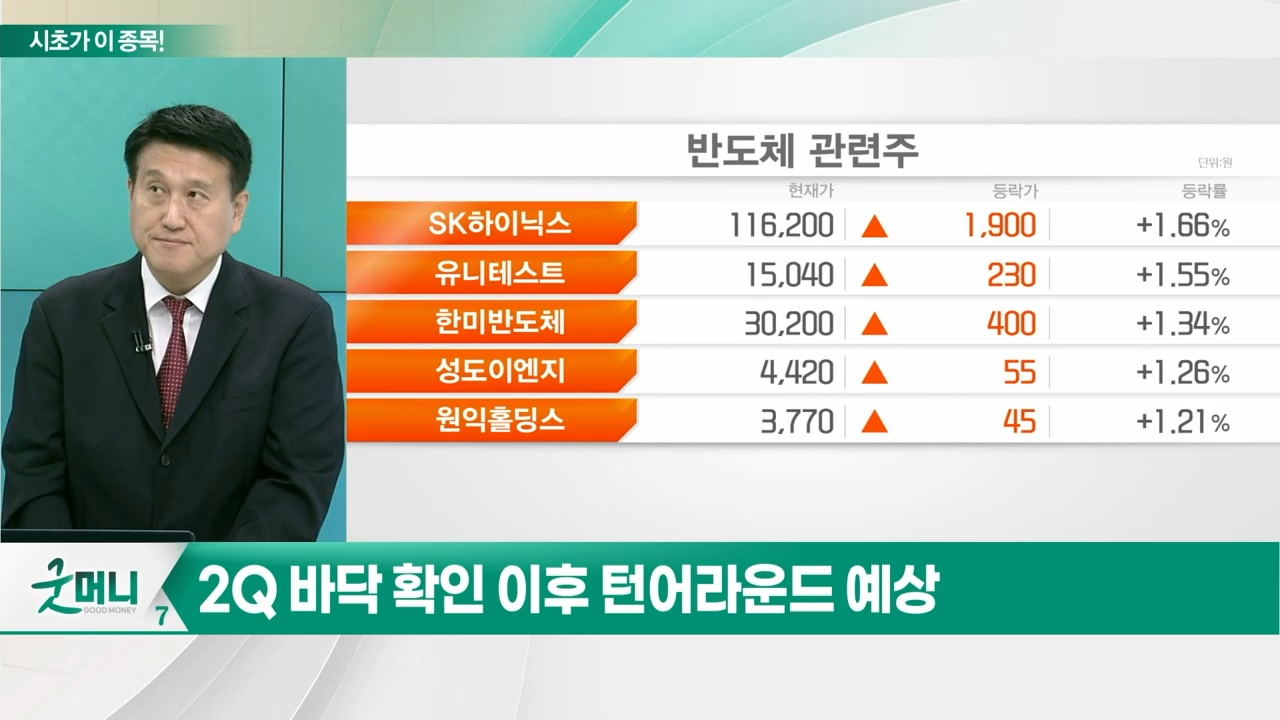 시초가 이 종목!
반도체 관련주
단위:원
현재가 등락가 등락률
SK하이닉스 116,200 ▲ 1,900 +1.66%
유니테스트 15,040 ▲ 230 +1.55%
한미반도체 30,200 ▲ 400 +1.34%
성도이엔지 4,420 ▲ 55 +1.26%
원익홀딩스 3,770 ▲ 45 +1.21%
굿머니
GOOD MONEY
7
2Q 바닥 확인 이후 턴어라운드 예상